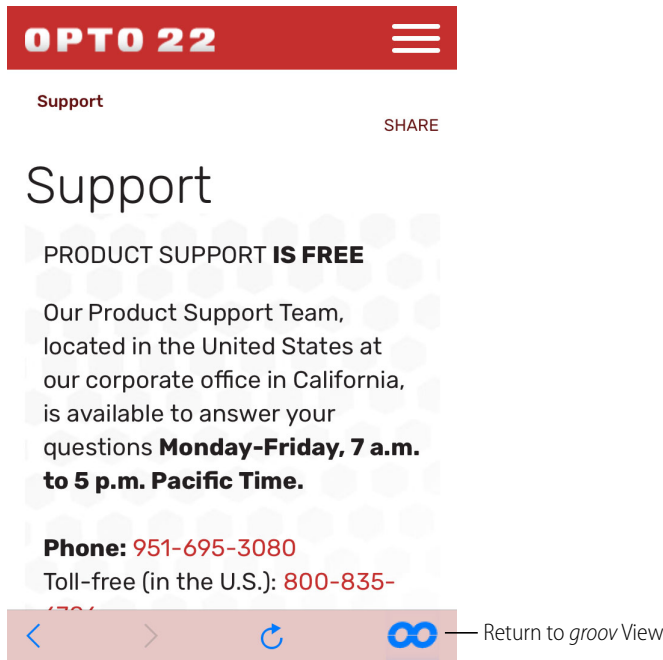 OPTO 22
Support
SHARE
Support
PRODUCT SUPPORT IS FREE
Our Product Support Team,
located in the United States at
our corporate office in California,
is available to answer your
questions Monday-Friday, 7 a.m.
to 5 p.m. Pacific Time.
Phone: 951-695-3080
Toll-free (in the U.S.): 800-835-
Return to groov View